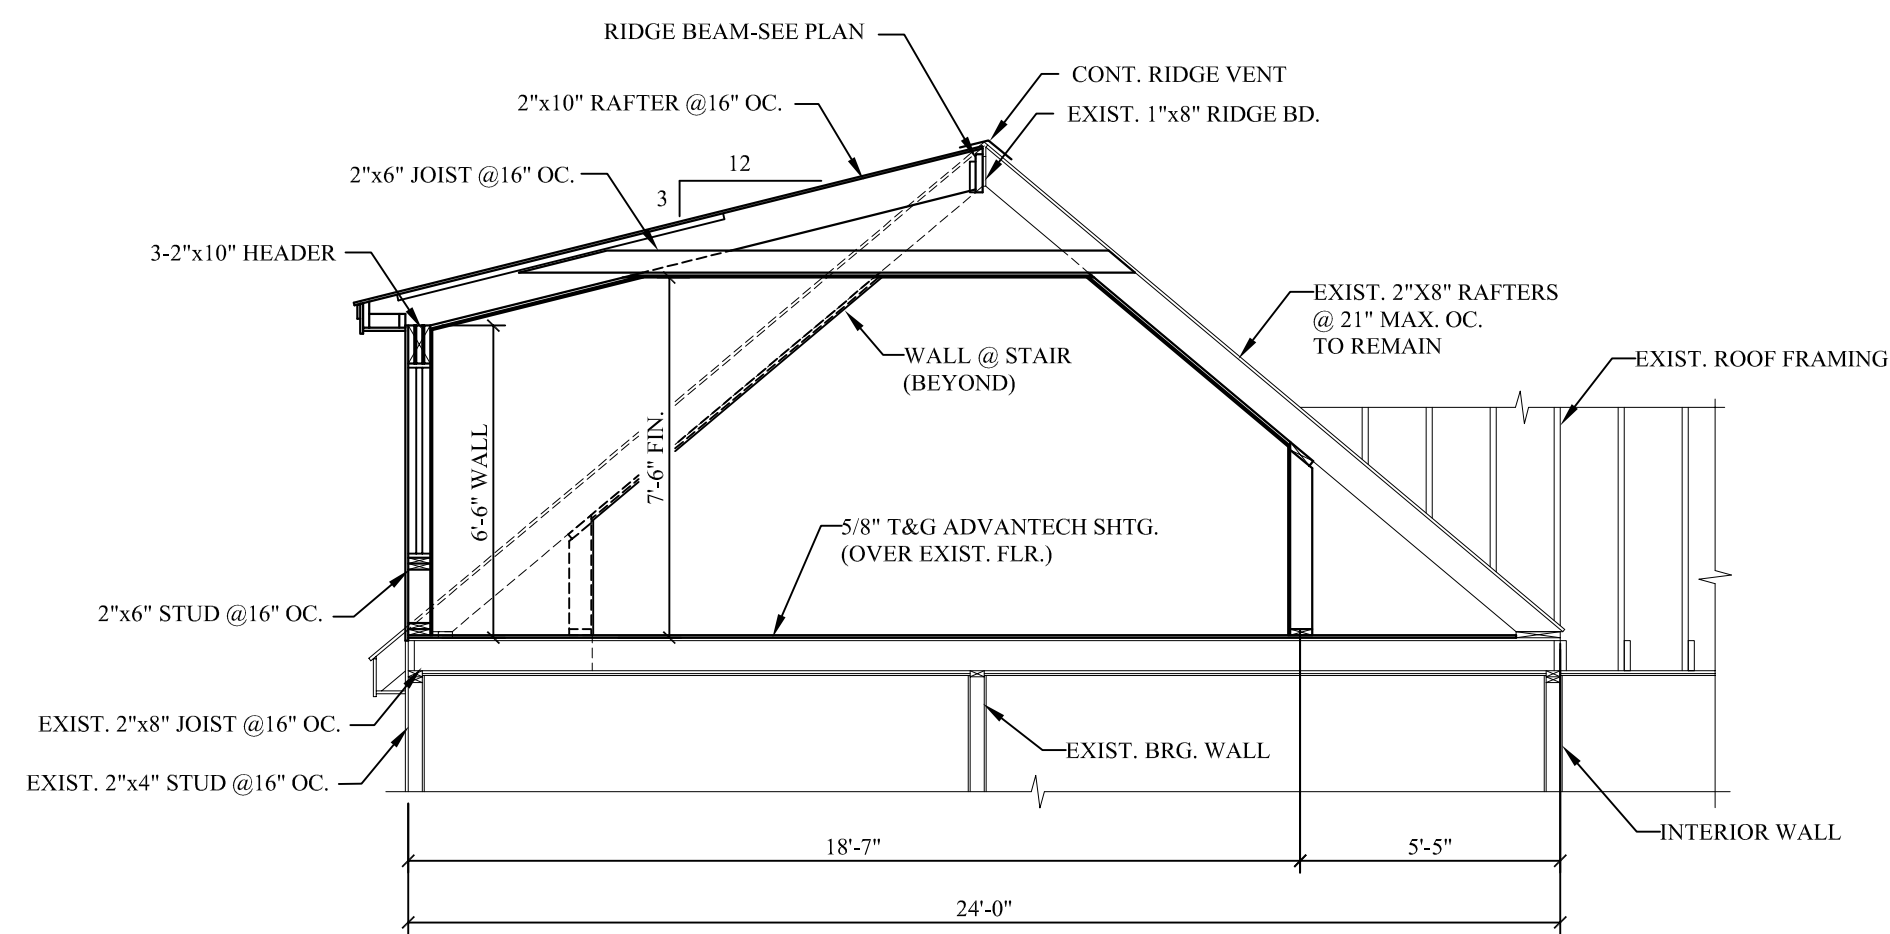 RIDGE BEAM-SEE PLAN
CONT. RIDGE VENT
2"x10" RAFTER @16" OC.
EXIST. 1"x8" RIDGE BD.
12
3
2"x6" JOIST @16" OC.
3-2"x10" HEADER
EXIST. 2"X8" RAFTERS
@ 21" MAX. OC.
TO REMAIN
WALL @ STAIR
(BEYOND)
EXIST. ROOF FRAMING
6'-6" WALL
7'-6" FIN.
5/8" T&G ADVANTECH SHTG.
(OVER EXIST. FLR.)
2"x6" STUD @16" OC.
EXIST. 2"x8" JOIST @16" OC.
EXIST. BRG. WALL
EXIST. 2"x4" STUD @16" OC.
INTERIOR WALL
18'-7"
5'-5"
24'-0"